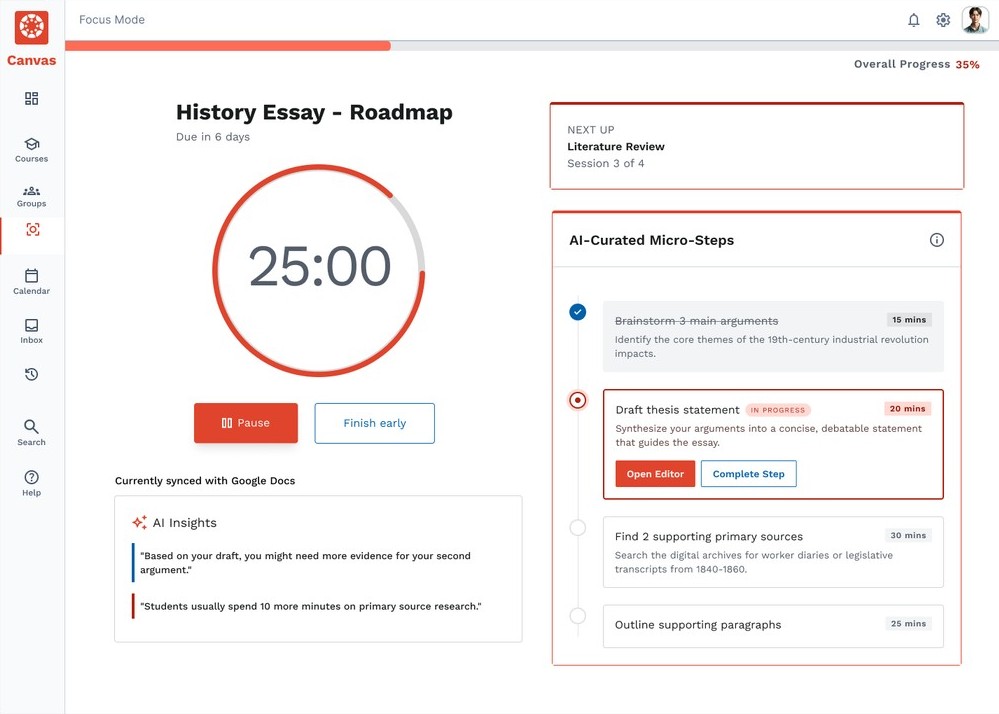 Canvas
Courses
Groups
Calendar
Inbox
Search
Help
Focus Mode
Overall Progress 35%
History Essay - Roadmap
Due in 6 days
25:00
Pause
Finish early
Currently synced with Google Docs
AI Insights
"Based on your draft, you might need more evidence for your second
argument."
"Students usually spend 10 more minutes on primary source research."
NEXT UP
Literature Review
Session 3 of 4
AI-Curated Micro-Steps
Brainstorm 3 main arguments 15 mins
Identify the core themes of the 19th-century industrial revolution
impacts.
Draft thesis statement IN PROGRESS 20 mins
Synthesize your arguments into a concise, debatable statement
that guides the essay.
Open Editor Complete Step
Find 2 supporting primary sources 30 mins
Search the digital archives for worker diaries or legislative
transcripts from 1840-1860.
Outline supporting paragraphs 25 mins